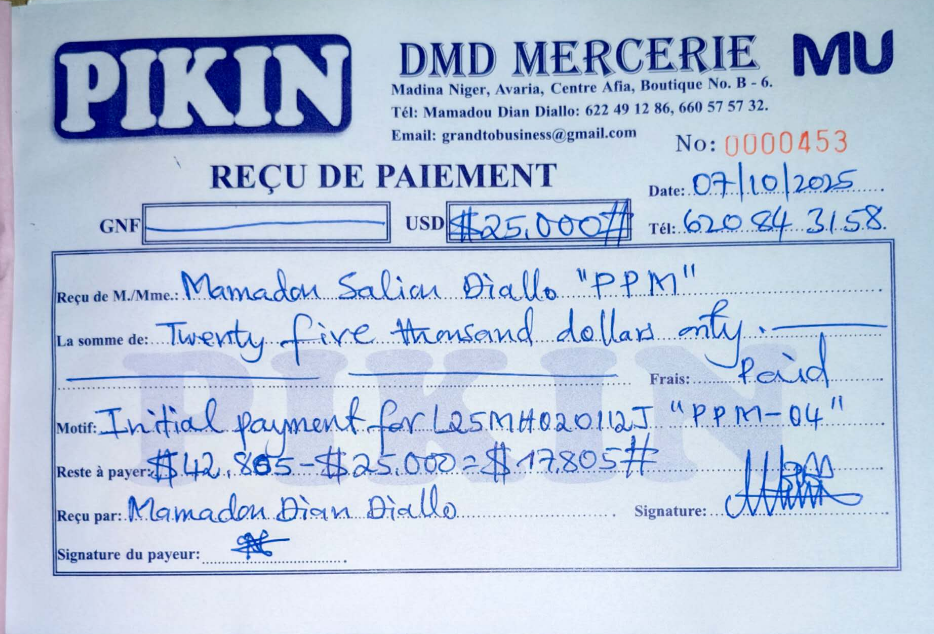 PIKIN
DMD MERCERIE
MU
Madina Niger, Avaria, Centre Afia, Boutique No. B - 6.
Tél: Mamadou Dian Diallo: 622 49 12 86, 660 57 57 32.
Email: grandtobusiness@gmail.com
No: 0000453
REÇU DE PAIEMENT
Date: 07/10/2025
GNF
USD $25,000#
Tél: 620 84 31 58.
Reçu de M./Mme.: Mamadou Saliou Diallo "PPM"
La somme de: Twenty five thousand dollars only.
PIKIN
Frais: Paid
Motif: Initial payment for L25MH020112J "PPM-04"
Reste à payer: $42,805-$25,000=$17,805#
Reçu par: Mamadou Dian Diallo
Signature:
Signature du payeur: